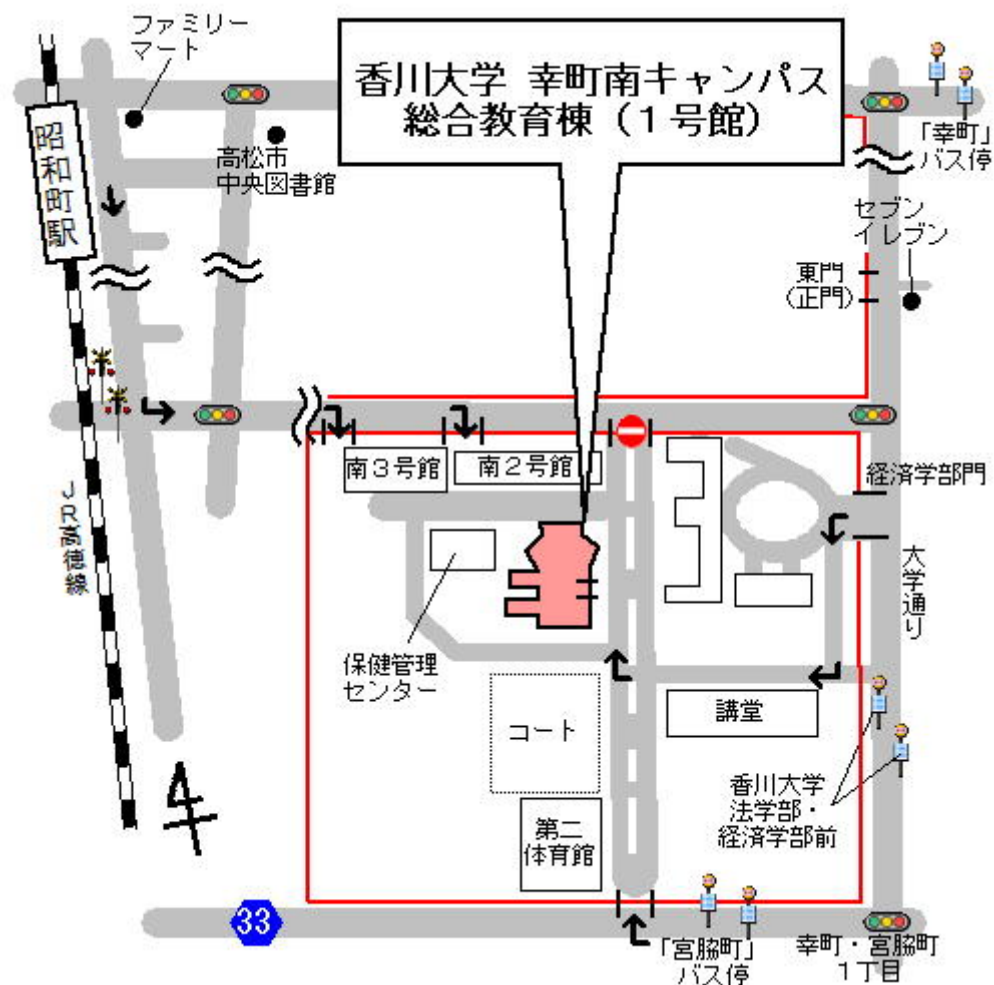 ファミリー
マート
香川大学 幸町南キャンパス
総合教育棟（１号館）
「幸町」
バス停
昭和町駅
高松市
中央図書館
セブン
イレブン
東門
（正門）
南３号館
南２号館
経済学部門
ＪＲ高徳線
大学通り
保健管理
センター
コート
講堂
香川大学
法学部・
経済学部前
第二
体育館
33
「宮脇町」
バス停
幸町・宮脇町
１丁目